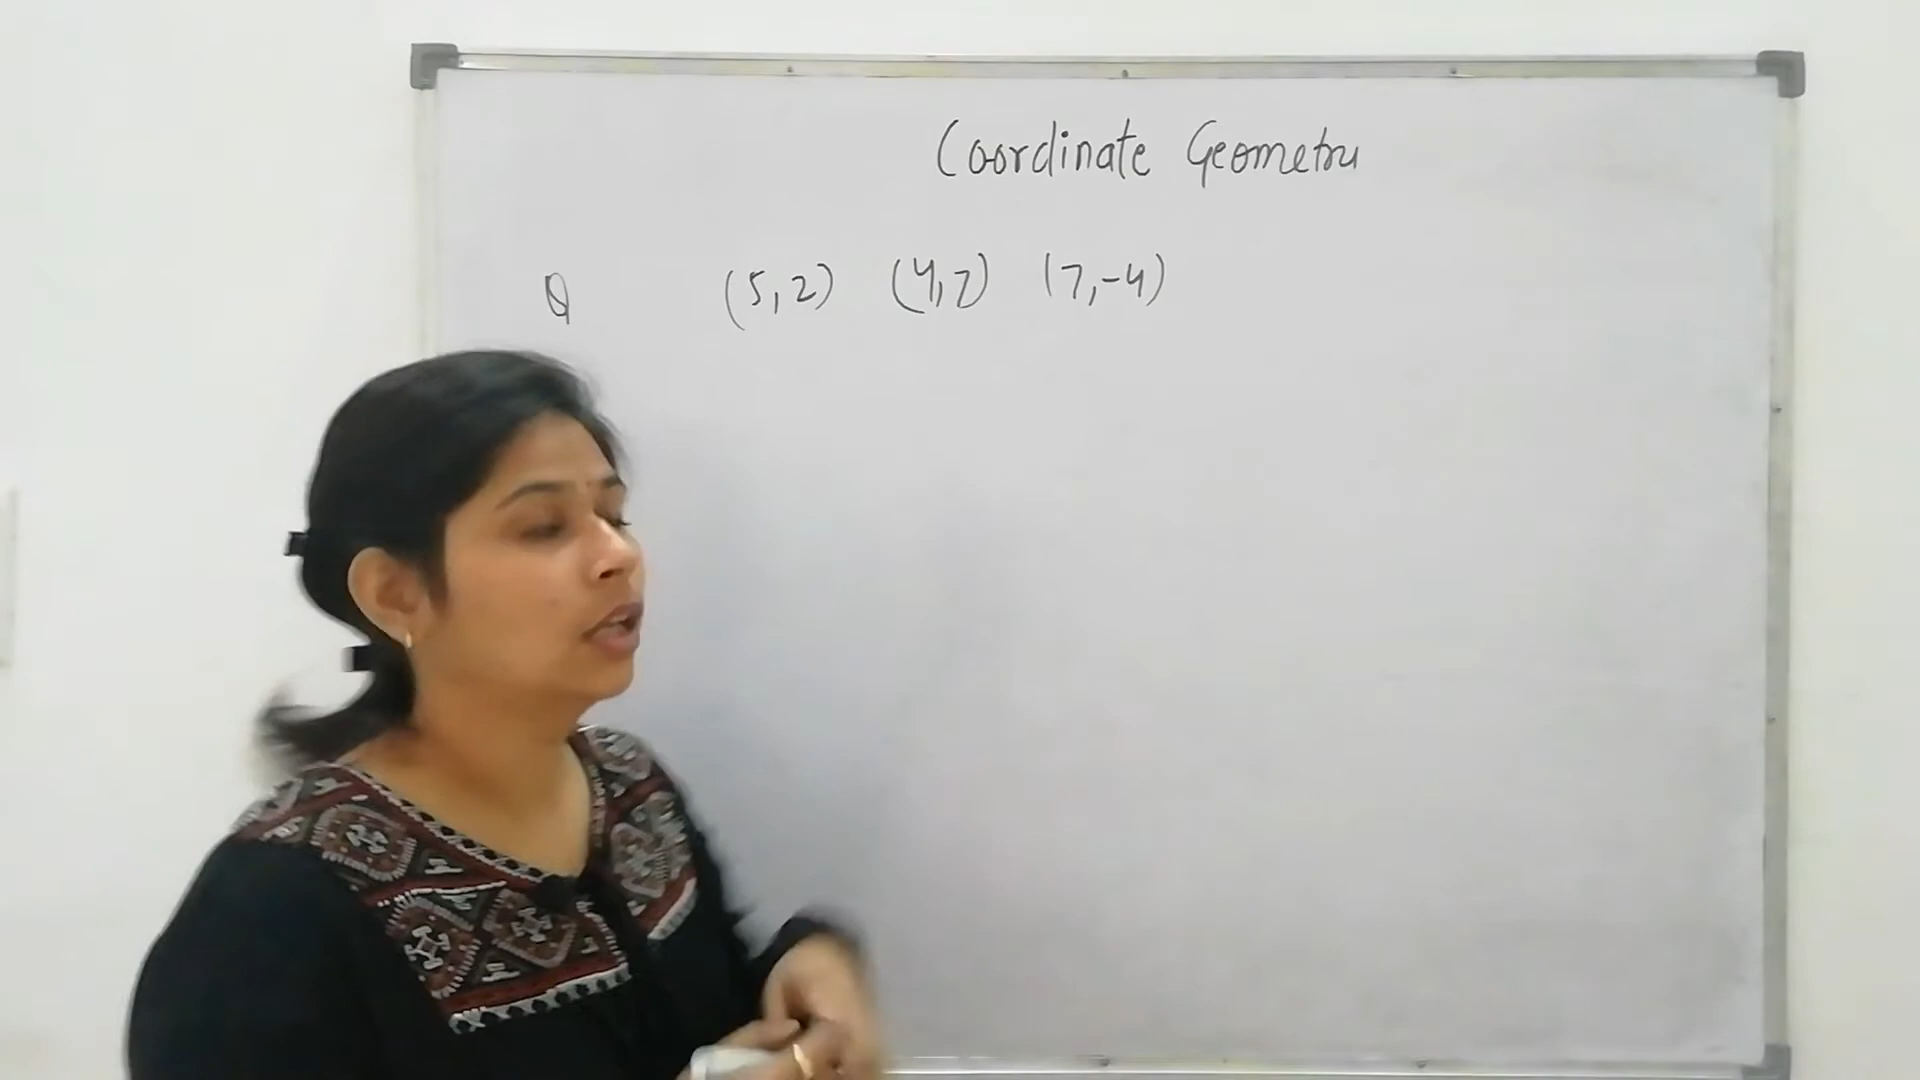 Coordinate Geometry
Q (5,2) (4,7) (7,-4)